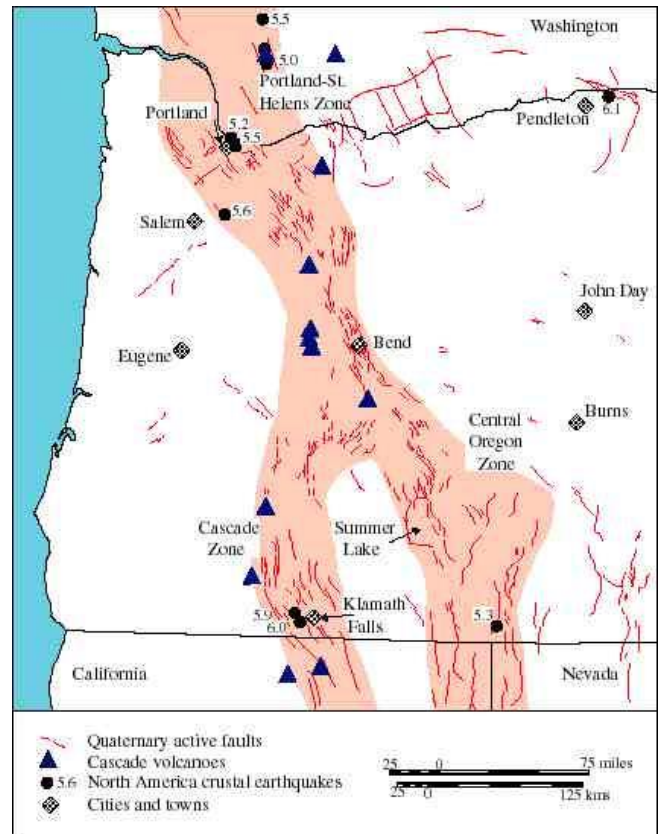 5.5
Washington
5.0
Portland-St.
Helens Zone
Portland
Pendleton
6.1
5.2
5.5
Salem
5.6
John Day
Eugene
Bend
Burns
Central
Oregon
Zone
Cascade
Zone
Summer
Lake
5.9
6.0
Klamath
Falls
5.3
California
Nevada
Quaternary active faults
Cascade volcanoes
5.6 North America crustal earthquakes
Cities and towns
25 0 75 miles
25 0 125 kms